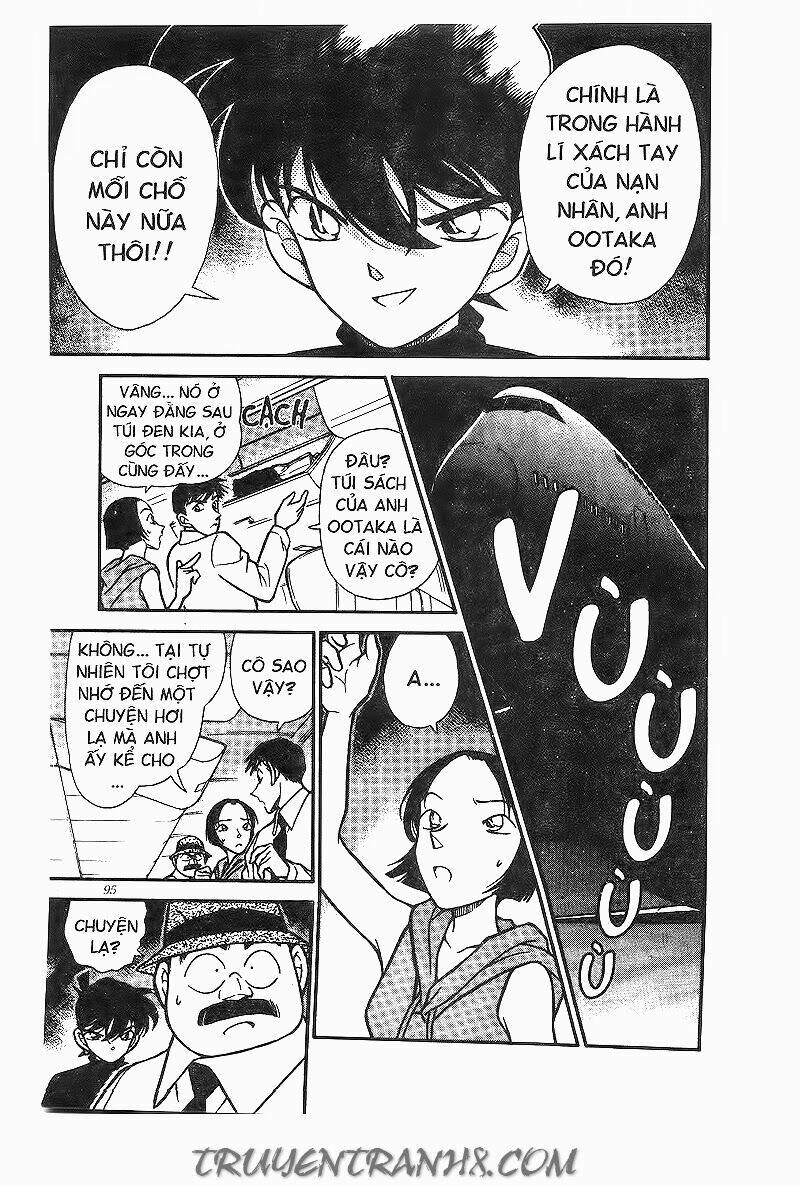 CHÍNH LÀ
TRONG HÀNH
LÍ XÁCH TAY
CỦA NẠN
NHÂN, ANH
OOTAKA
ĐÓ!
CHỈ CÒN
MỖI CHỖ
NÀY NỮA
THÔI!!
VÙÙÙÙÙ
CẠCH
ĐÂU?
TÚI SÁCH
CỦA ANH
OOTAKA LÀ
CÁI NÀO
VẬY CÔ?
VÂNG... NÓ Ở
NGAY ĐẰNG SAU
TÚI ĐEN KIA, Ở
GÓC TRONG
CÙNG ĐẤY...
A...
CÔ SAO
VẬY?
KHÔNG... TẠI TỰ
NHIÊN TÔI CHỢT
NHỚ ĐẾN MỘT
CHUYỆN HƠI
LẠ MÀ ANH
ẤY KỂ CHO
...
95
CHUYỆN
LẠ?
TRUYENTRANH8.COM